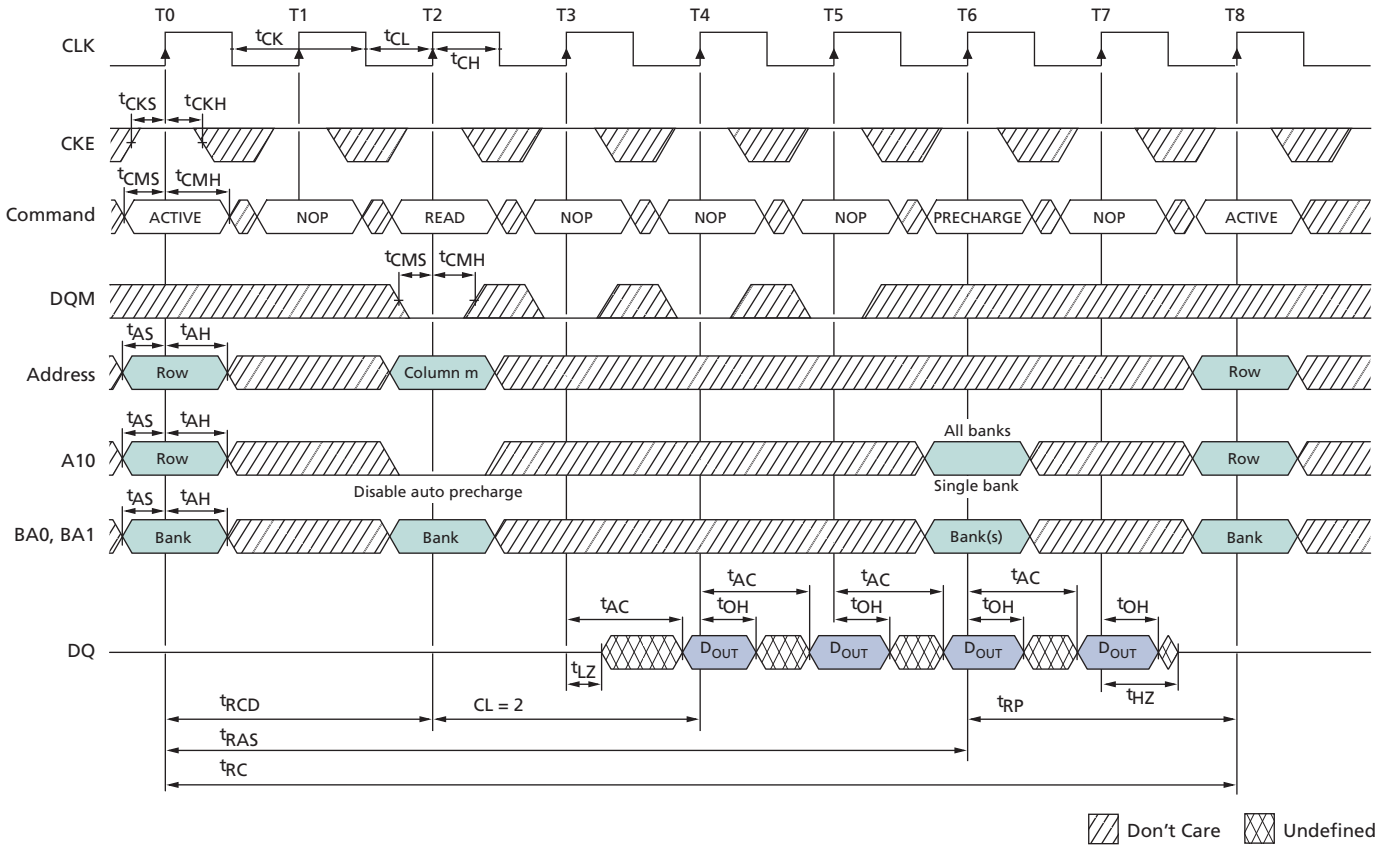 T0 T1 T2 T3 T4 T5 T6 T7 T8
CLK
tCK tCL
tCH
tCKS tCKH
CKE
tCMS tCMH
Command ACTIVE NOP READ NOP NOP NOP PRECHARGE NOP ACTIVE
tCMS tCMH
DQM
tAS tAH
Address Row Column m Row
tAS tAH
All banks
A10 Row Row
Disable auto precharge Single bank
tAS tAH
BA0, BA1 Bank Bank Bank(s) Bank
tAC tAC tAC
tAC tOH tOH tOH tOH
DQ DOUT DOUT DOUT DOUT
tLZ tHZ
tRCD CL = 2 tRP
tRAS
tRC
Don't Care Undefined